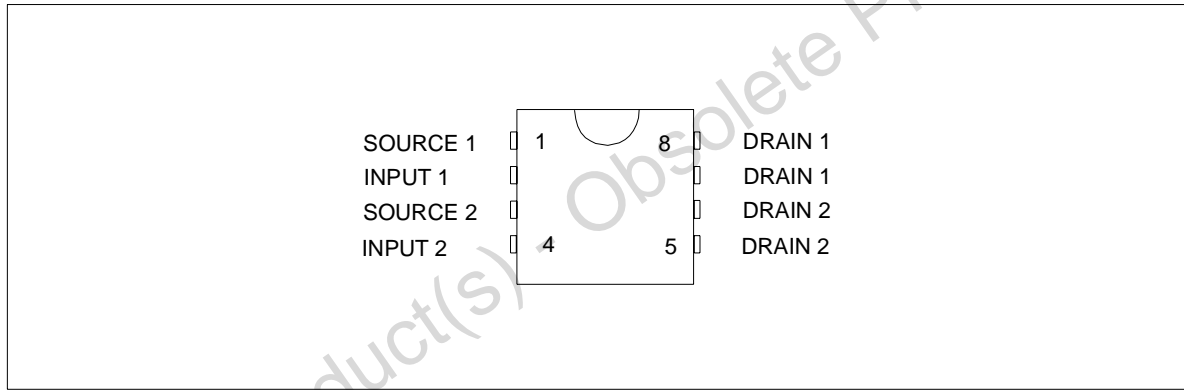 SOURCE 1 1 8 DRAIN 1
INPUT 1 DRAIN 1
SOURCE 2 DRAIN 2
INPUT 2 4 5 DRAIN 2
duct(s) - Obsolete Pr